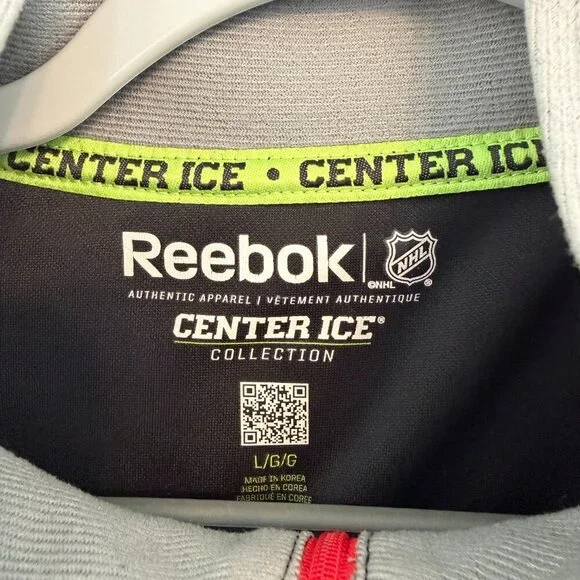 CENTER ICE • CENTER ICE
Reebok | NHL
©NHL ®
AUTHENTIC APPAREL | VÊTEMENT AUTHENTIQUE
CENTER ICE®
COLLECTION
L/G/G
MADE IN KOREA
HECHO EN COREA
FABRIQUÉ EN CORÉE